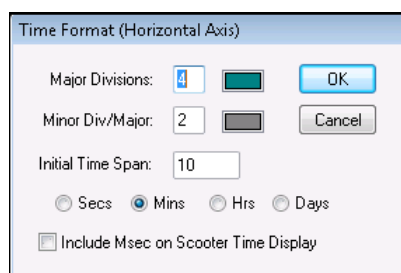 Time Format (Horizontal Axis)
Major Divisions: 4 OK
Minor Div/Major: 2 Cancel
Initial Time Span: 10
Secs Mins Hrs Days
Include Msec on Scooter Time Display